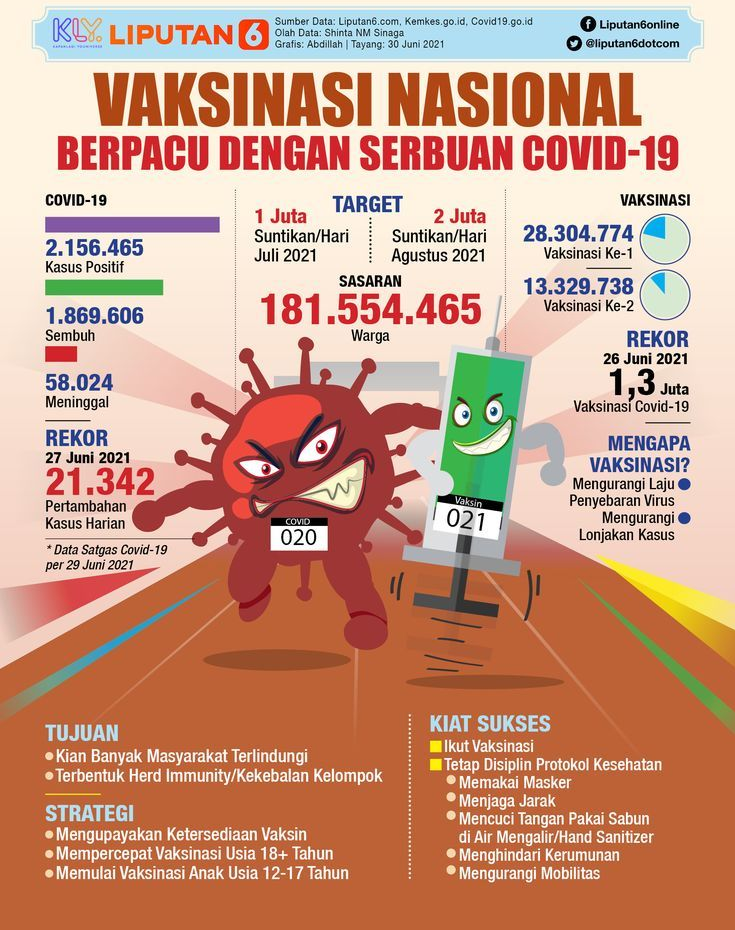 KLY.
KAPANLAGI YOUNIVERSE
LIPUTAN 6
Sumber Data: Liputan6.com, Kemkes.go.id, Covid19.go.id
Olah Data: Shinta NM Sinaga
Grafis: Abdillah | Tayang: 30 Juni 2021
Liputan6online
@liputan6dotcom
VAKSINASI NASIONAL
BERPACU DENGAN SERBUAN COVID-19
COVID-19
2.156.465
Kasus Positif
1.869.606
Sembuh
58.024
Meninggal
REKOR
27 Juni 2021
21.342
Pertambahan
Kasus Harian
* Data Satgas Covid-19
per 29 Juni 2021
TARGET
1 Juta
Suntikan/Hari
Juli 2021
2 Juta
Suntikan/Hari
Agustus 2021
SASARAN
181.554.465
Warga
VAKSINASI
28.304.774
Vaksinasi Ke-1
13.329.738
Vaksinasi Ke-2
REKOR
26 Juni 2021
1,3 Juta
Vaksinasi Covid-19
MENGAPA
VAKSINASI?
Mengurangi Laju
Penyebaran Virus
Mengurangi
Lonjakan Kasus
COVID
020
Vaksin
021
TUJUAN
Kian Banyak Masyarakat Terlindungi
Terbentuk Herd Immunity/Kekebalan Kelompok
STRATEGI
Mengupayakan Ketersediaan Vaksin
Mempercepat Vaksinasi Usia 18+ Tahun
Memulai Vaksinasi Anak Usia 12-17 Tahun
KIAT SUKSES
Ikut Vaksinasi
Tetap Disiplin Protokol Kesehatan
Memakai Masker
Menjaga Jarak
Mencuci Tangan Pakai Sabun
di Air Mengalir/Hand Sanitizer
Menghindari Kerumunan
Mengurangi Mobilitas